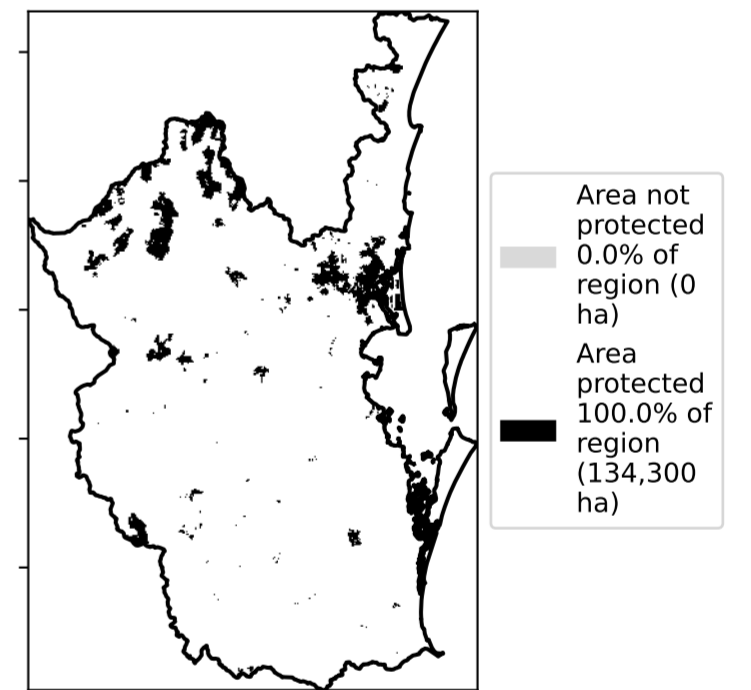 Area not
protected
0.0% of
region (0
ha)
Area
protected
100.0% of
region
(134,300
ha)